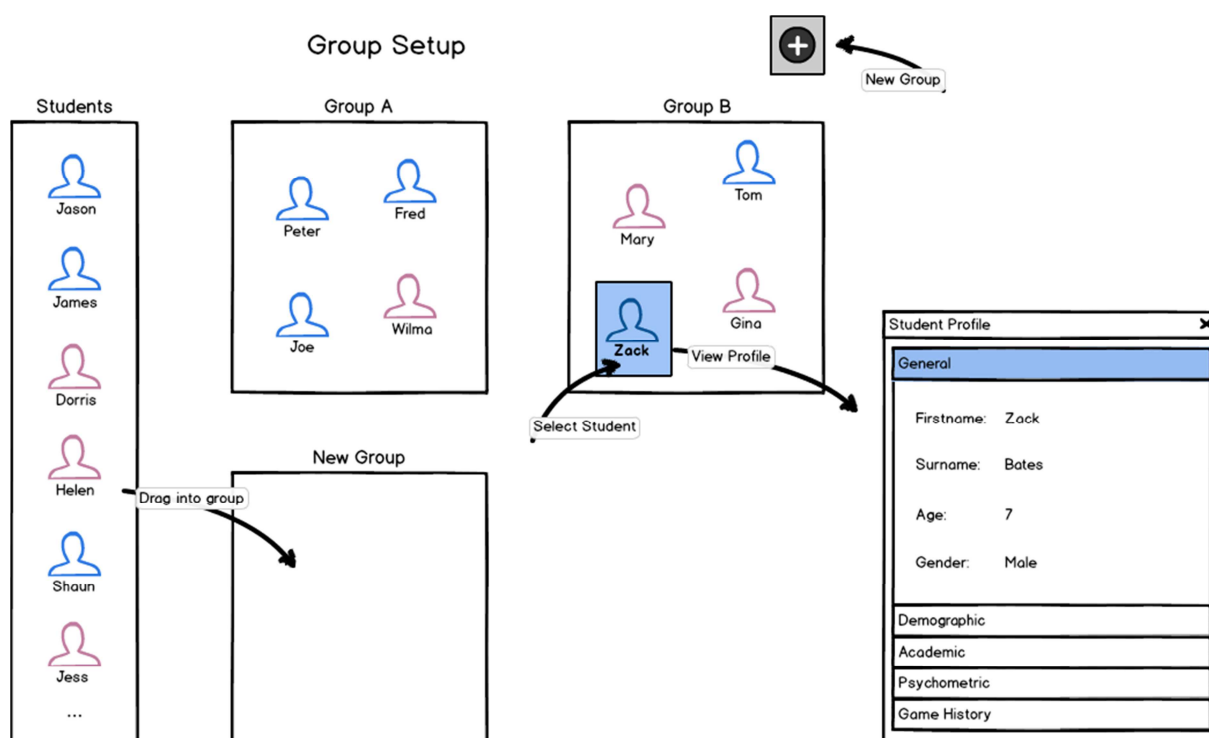 Group Setup
New Group
Students
Jason
James
Dorris
Helen
Shaun
Jess
...
Group A
Peter
Fred
Joe
Wilma
Group B
Tom
Mary
Gina
Zack
View Profile
Select Student
New Group
Drag into group
Student Profile
General
Firstname: Zack
Surname: Bates
Age: 7
Gender: Male
Demographic
Academic
Psychometric
Game History